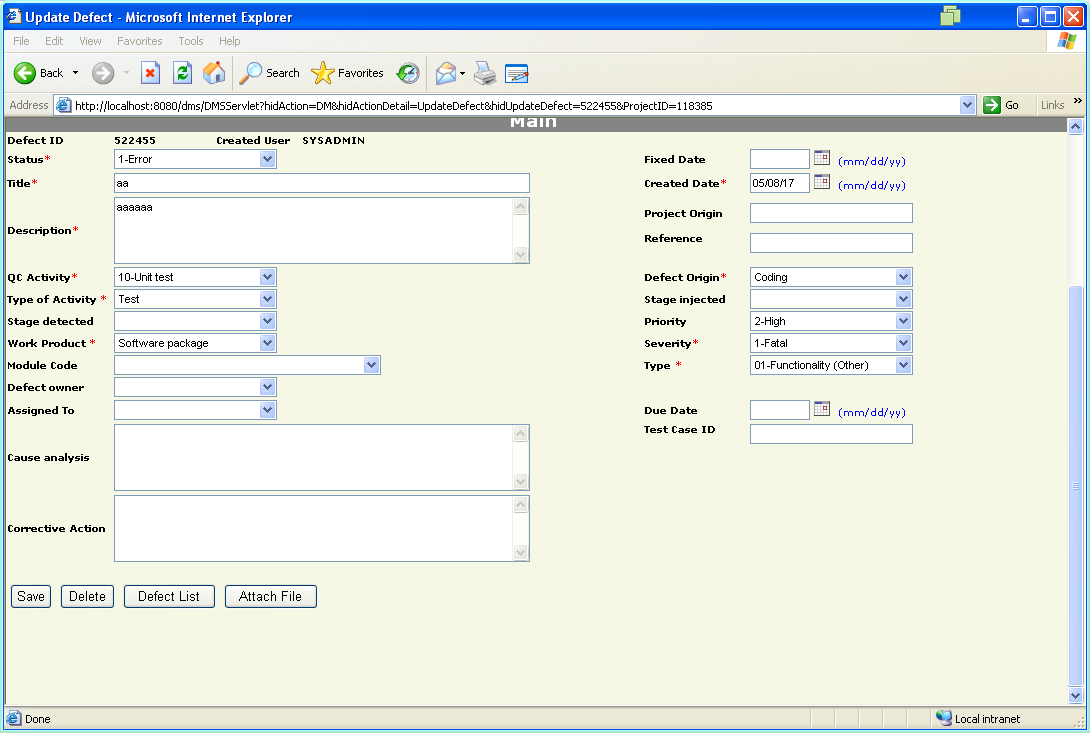 Update Defect - Microsoft Internet Explorer
File Edit View Favorites Tools Help
Back Search Favorites
Address http://localhost:8080/dms/DMSServlet?hidAction=DM&hidActionDetail=UpdateDefect&hidUpdateDefect=522455&ProjectID=118385 Go Links »
Main
Defect ID 522455 Created User SYSADMIN
Status* 1-Error Fixed Date (mm/dd/yy)
Title* aa Created Date* 05/08/17 (mm/dd/yy)
Description* aaaaaa Project Origin
Reference
QC Activity* 10-Unit test Defect Origin* Coding
Type of Activity * Test Stage injected
Stage detected Priority 2-High
Work Product * Software package Severity* 1-Fatal
Module Code Type * 01-Functionality (Other)
Defect owner
Assigned To Due Date (mm/dd/yy)
Test Case ID
Cause analysis
Corrective Action
Save Delete Defect List Attach File
Done Local intranet